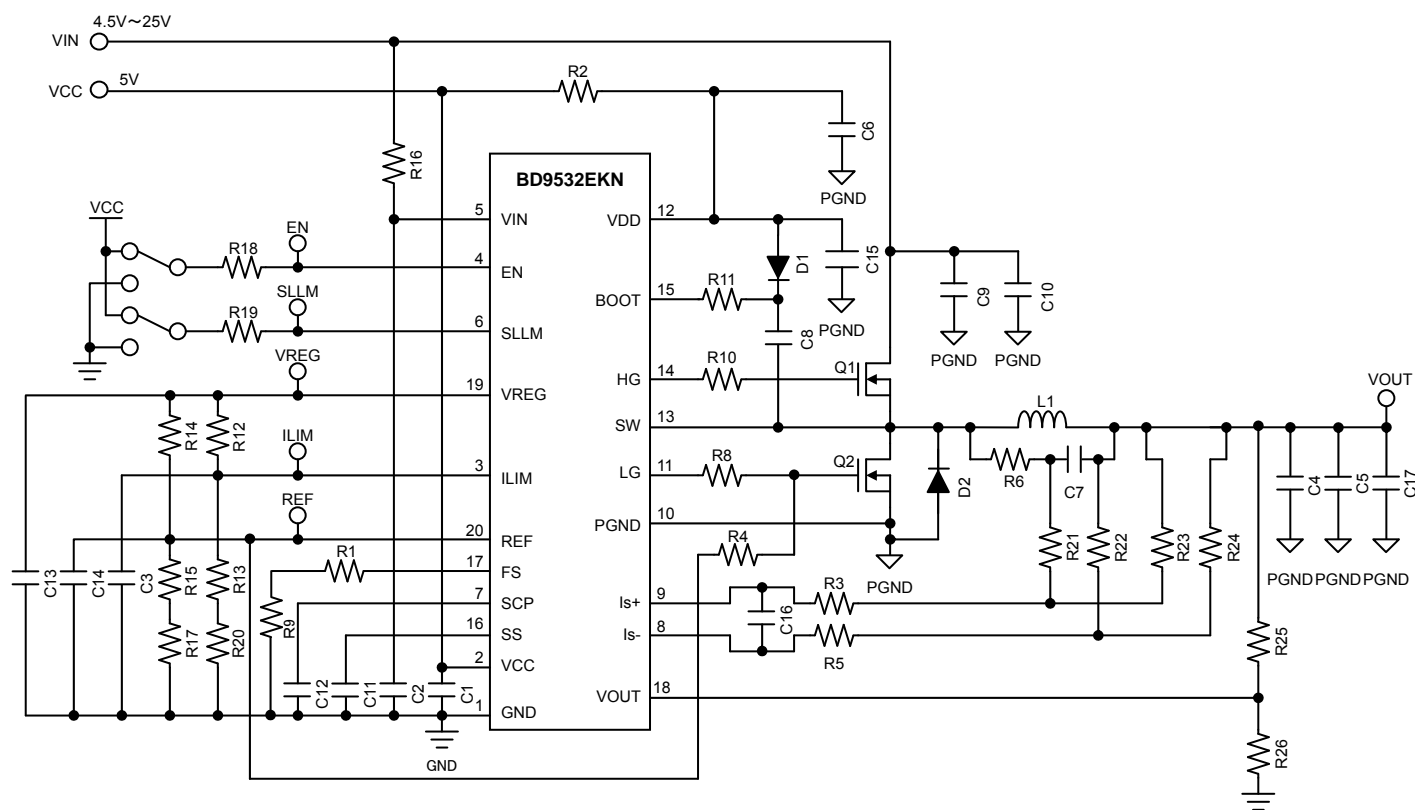 4.5V～25V
VIN
VCC
5V
R2
C6
PGND
R16
BD9532EKN
VCC
EN
R18
5
VIN
4
EN
VDD
12
D1
C15
PGND
SLLM
R19
6
SLLM
BOOT
15
R11
C8
C9
C10
PGND
PGND
VREG
19
VREG
HG
14
R10
Q1
SW
13
L1
VOUT
R14
R12
ILIM
3
ILIM
LG
11
R8
Q2
D2
R6
C7
C4
C5
C17
REF
20
REF
PGND
10
R4
PGND
R21
R22
R23
R24
PGND
PGND
PGND
C13
C14
C3
R15
R13
R1
17
FS
R9
7
SCP
Is+
9
C16
R3
16
SS
Is-
8
R5
R17
R20
2
VCC
R25
C12
C11
C2
C1
VOUT
18
1
GND
GND
R26